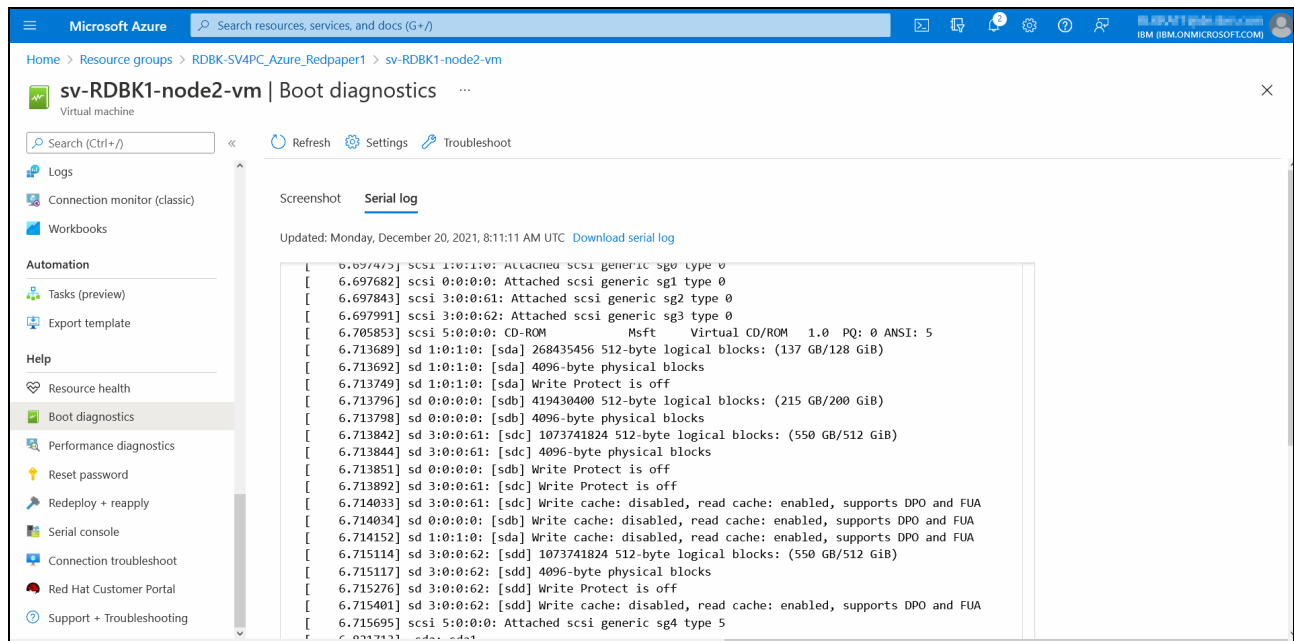 Microsoft Azure
Search resources, services, and docs (G+/)
2
IBM (IBM.ONMICROSOFT.COM)
Home > Resource groups > RDBK-SV4PC_Azure_Redpaper1 > sv-RDBK1-node2-vm
sv-RDBK1-node2-vm | Boot diagnostics ...
Virtual machine
Search (Ctrl+/)
«
Logs
Connection monitor (classic)
Workbooks
Automation
Tasks (preview)
Export template
Help
Resource health
Boot diagnostics
Performance diagnostics
Reset password
Redeploy + reapply
Serial console
Connection troubleshoot
Red Hat Customer Portal
Support + Troubleshooting
Refresh Settings Troubleshoot
Screenshot Serial log
Updated: Monday, December 20, 2021, 8:11:11 AM UTC Download serial log
[ 6.697475] scsi 1:0:1:0: Attached scsi generic sg0 type 0
[ 6.697682] scsi 0:0:0:0: Attached scsi generic sg1 type 0
[ 6.697843] scsi 3:0:0:61: Attached scsi generic sg2 type 0
[ 6.697991] scsi 3:0:0:62: Attached scsi generic sg3 type 0
[ 6.705853] scsi 5:0:0:0: CD-ROM Msft Virtual CD/ROM 1.0 PQ: 0 ANSI: 5
[ 6.713689] sd 1:0:1:0: [sda] 268435456 512-byte logical blocks: (137 GB/128 GiB)
[ 6.713692] sd 1:0:1:0: [sda] 4096-byte physical blocks
[ 6.713749] sd 1:0:1:0: [sda] Write Protect is off
[ 6.713796] sd 0:0:0:0: [sdb] 419430400 512-byte logical blocks: (215 GB/200 GiB)
[ 6.713798] sd 0:0:0:0: [sdb] 4096-byte physical blocks
[ 6.713842] sd 3:0:0:61: [sdc] 1073741824 512-byte logical blocks: (550 GB/512 GiB)
[ 6.713844] sd 3:0:0:61: [sdc] 4096-byte physical blocks
[ 6.713851] sd 0:0:0:0: [sdb] Write Protect is off
[ 6.713892] sd 3:0:0:61: [sdc] Write Protect is off
[ 6.714033] sd 3:0:0:61: [sdc] Write cache: disabled, read cache: enabled, supports DPO and FUA
[ 6.714034] sd 0:0:0:0: [sdb] Write cache: disabled, read cache: enabled, supports DPO and FUA
[ 6.714152] sd 1:0:1:0: [sda] Write cache: disabled, read cache: enabled, supports DPO and FUA
[ 6.715114] sd 3:0:0:62: [sdd] 1073741824 512-byte logical blocks: (550 GB/512 GiB)
[ 6.715117] sd 3:0:0:62: [sdd] 4096-byte physical blocks
[ 6.715276] sd 3:0:0:62: [sdd] Write Protect is off
[ 6.715401] sd 3:0:0:62: [sdd] Write cache: disabled, read cache: enabled, supports DPO and FUA
[ 6.715695] scsi 5:0:0:0: Attached scsi generic sg4 type 5
[ 6.821713] sda: sda1